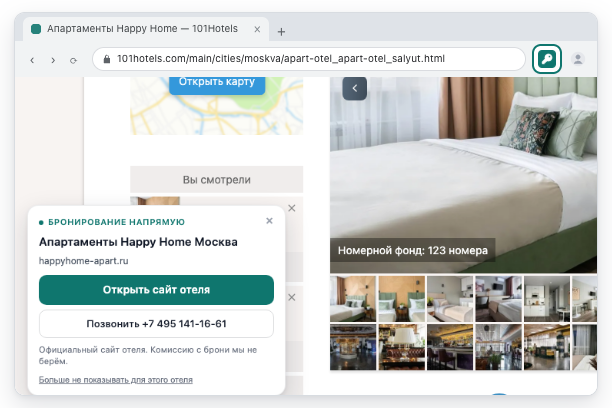 Апартаменты Happy Home — 101Hotels
101hotels.com/main/cities/moskva/apart-otel_apart-otel_salyut.html
Открыть карту
Вы смотрели
Номерной фонд: 123 номера
БРОНИРОВАНИЕ НАПРЯМУЮ
Апартаменты Happy Home Москва
happyhome-apart.ru
Открыть сайт отеля
Позвонить +7 495 141-16-61
Официальный сайт отеля. Комиссию с брони мы не
берём.
Больше не показывать для этого отеля